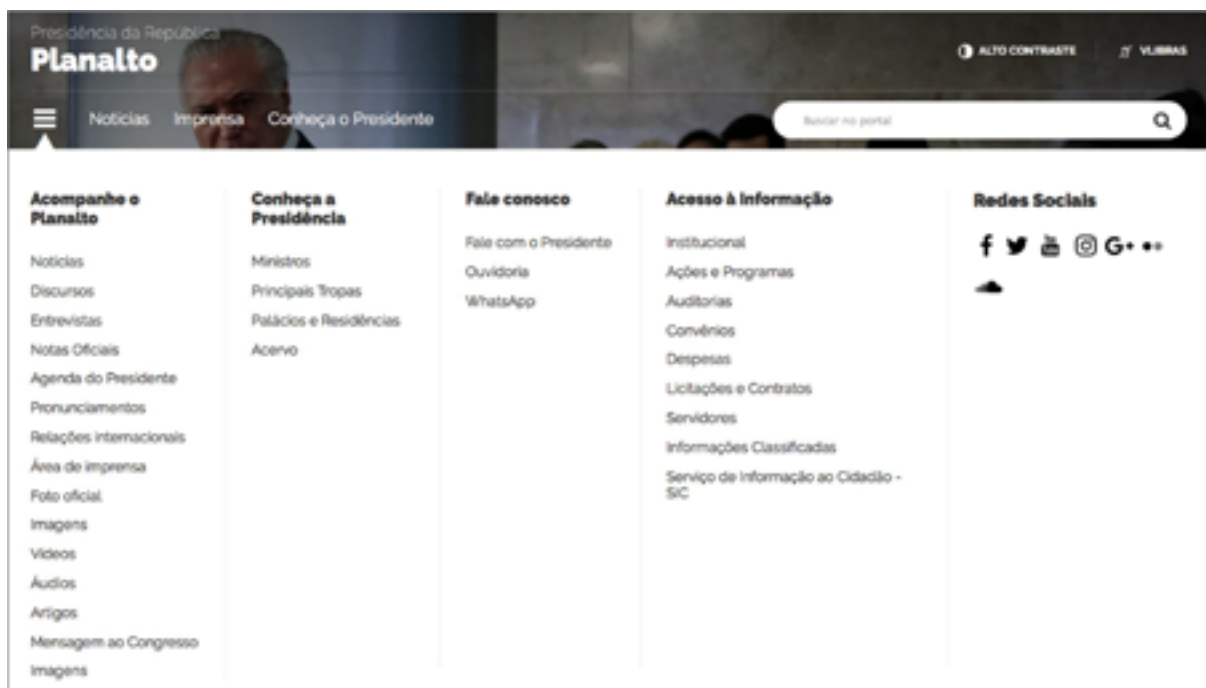 Presidência da República
Planalto
ALTO CONTRASTE
VLIBRAS
Notícias
Imprensa
Conheça o Presidente
Buscar no portal
Acompanhe o
Planalto
Notícias
Discursos
Entrevistas
Notas Oficiais
Agenda do Presidente
Pronunciamentos
Relações internacionais
Área de imprensa
Foto oficial
Imagens
Vídeos
Áudios
Artigos
Mensagem ao Congresso
Imagens
Conheça a
Presidência
Ministros
Principais Tropas
Palácios e Residências
Acervo
Fale conosco
Fale com o Presidente
Ouvidoria
WhatsApp
Acesso à Informação
Institucional
Ações e Programas
Auditorias
Convênios
Despesas
Licitações e Contratos
Servidores
Informações Classificadas
Serviço de Informação ao Cidadão -
SIC
Redes Sociais
G+